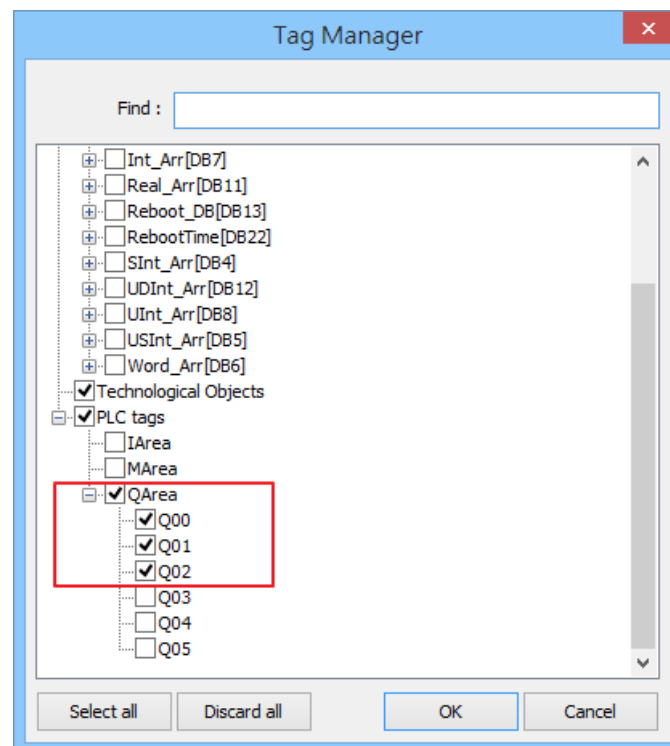 Tag Manager
Find :
Int_Arr[DB7]
Real_Arr[DB11]
Reboot_DB[DB13]
RebootTime[DB22]
SInt_Arr[DB4]
UDInt_Arr[DB12]
UInt_Arr[DB8]
USInt_Arr[DB5]
Word_Arr[DB6]
Technological Objects
PLC tags
IArea
MArea
QArea
Q00
Q01
Q02
Q03
Q04
Q05
Select all Discard all OK Cancel